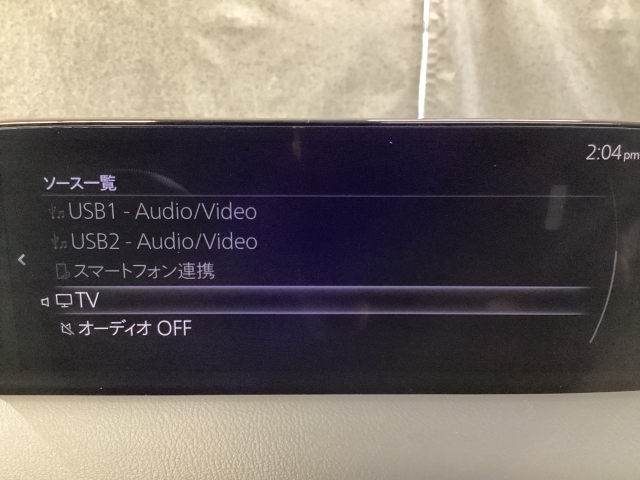 2:04pm
ソース一覧
USB1 - Audio/Video
USB2 - Audio/Video
スマートフォン連携
TV
オーディオ OFF